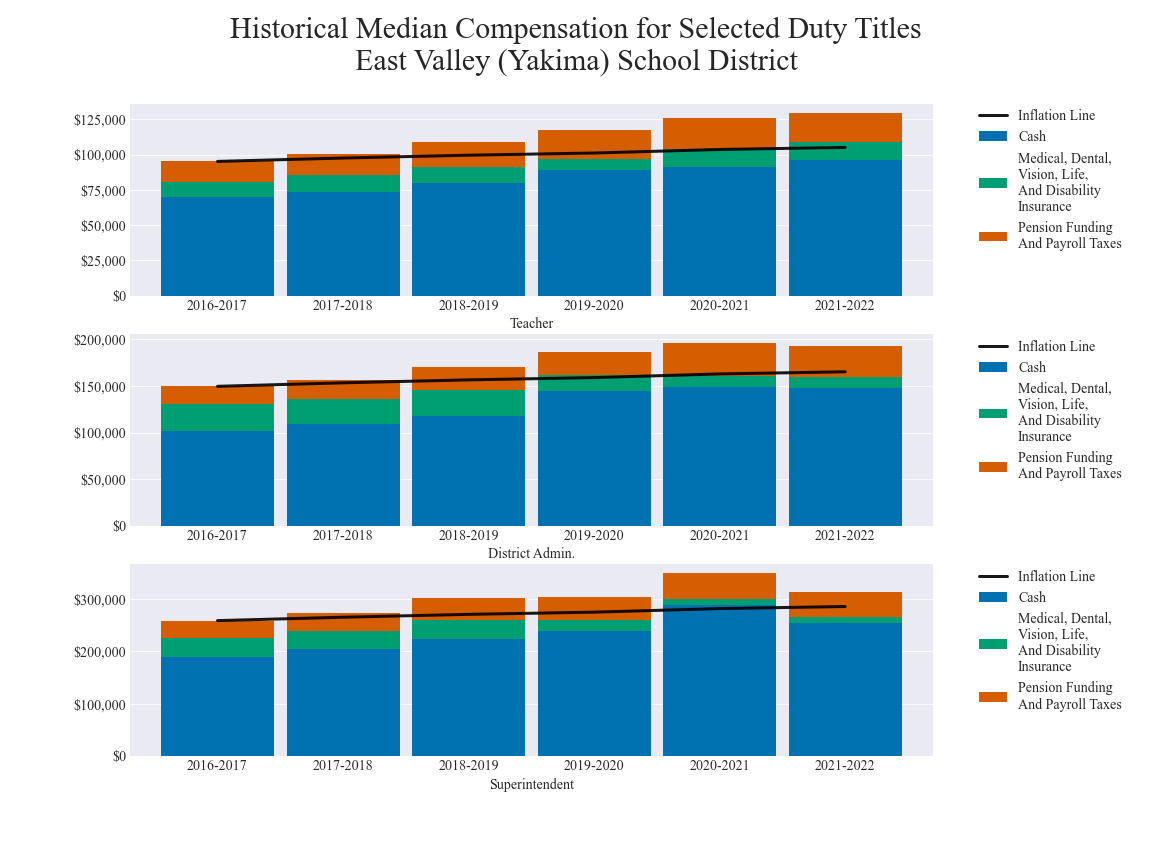 Historical Median Compensation for Selected Duty Titles
East Valley (Yakima) School District
$125,000
$100,000
$75,000
$50,000
$25,000
$0
2016-2017 2017-2018 2018-2019 2019-2020 2020-2021 2021-2022
Teacher
Inflation Line
Cash
Medical, Dental,
Vision, Life,
And Disability
Insurance
Pension Funding
And Payroll Taxes
$200,000
$150,000
$100,000
$50,000
$0
2016-2017 2017-2018 2018-2019 2019-2020 2020-2021 2021-2022
District Admin.
Inflation Line
Cash
Medical, Dental,
Vision, Life,
And Disability
Insurance
Pension Funding
And Payroll Taxes
$300,000
$200,000
$100,000
$0
2016-2017 2017-2018 2018-2019 2019-2020 2020-2021 2021-2022
Superintendent
Inflation Line
Cash
Medical, Dental,
Vision, Life,
And Disability
Insurance
Pension Funding
And Payroll Taxes